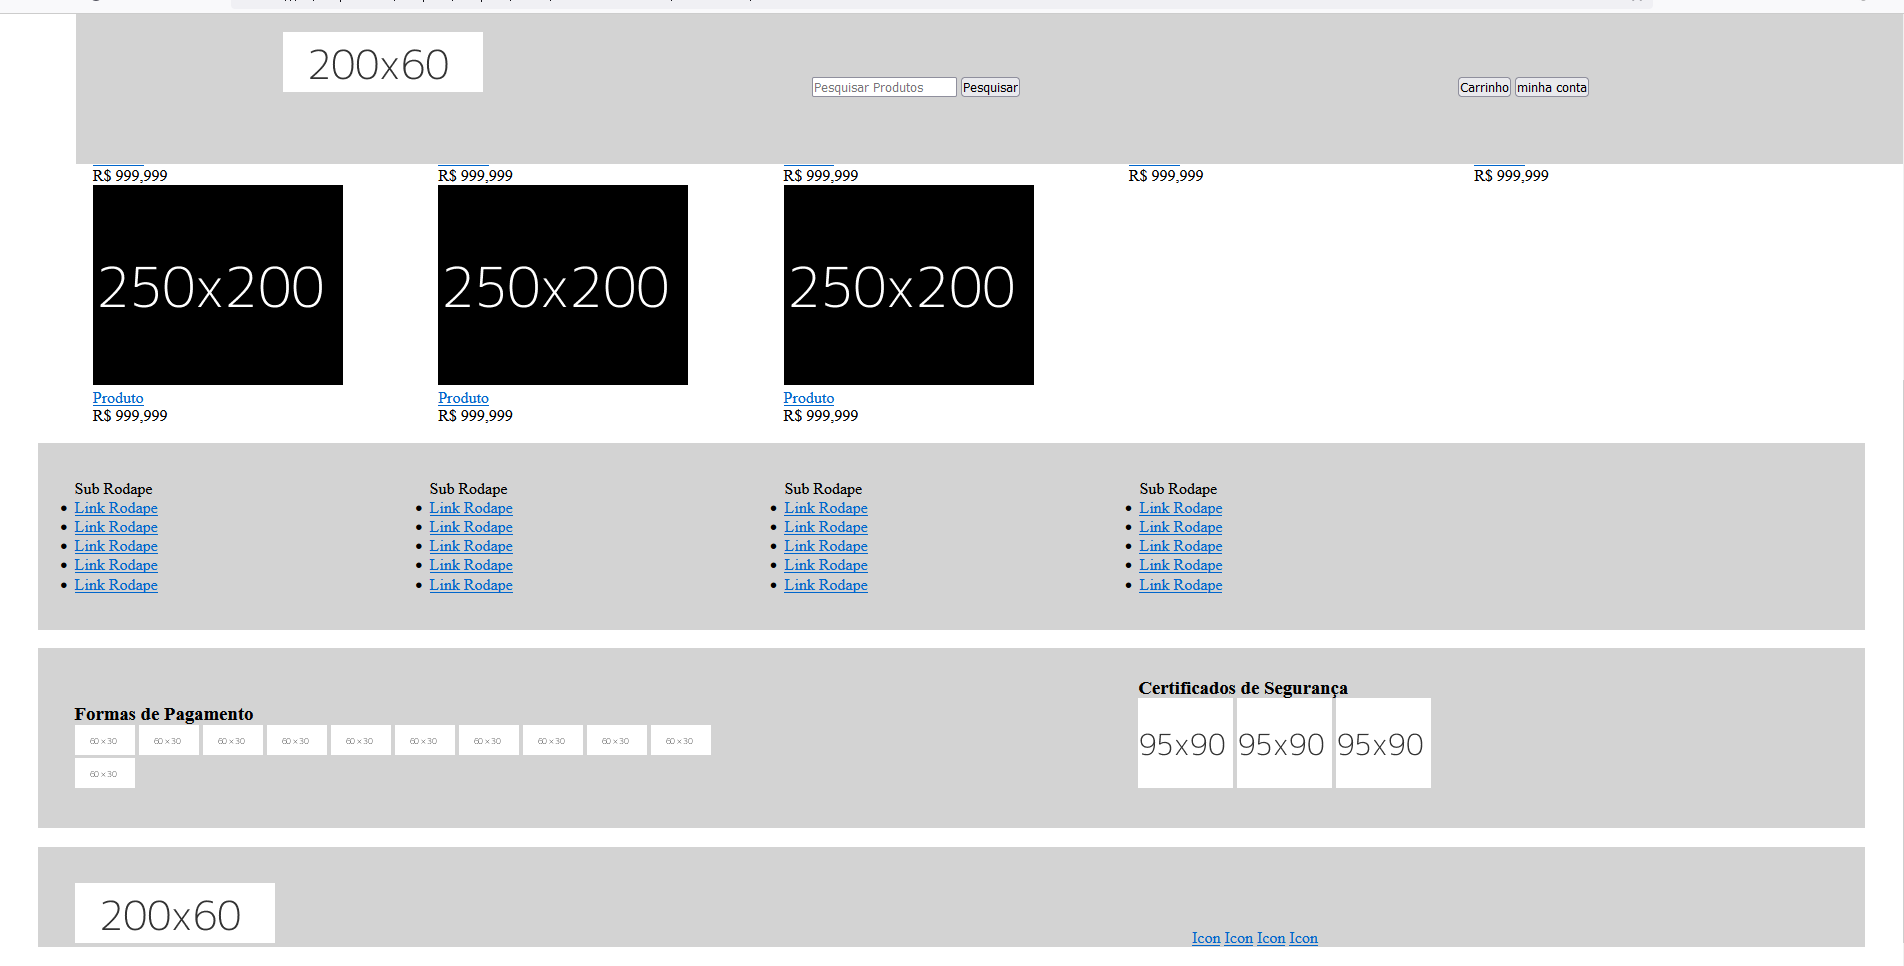 200x60
Pesquisar Produtos Pesquisar Carrinho minha conta
R$ 999,999 R$ 999,999 R$ 999,999 R$ 999,999 R$ 999,999
250x200 250x200 250x200
Produto Produto Produto
R$ 999,999 R$ 999,999 R$ 999,999
Sub Rodape Sub Rodape Sub Rodape Sub Rodape
Link Rodape Link Rodape Link Rodape Link Rodape
Link Rodape Link Rodape Link Rodape Link Rodape
Link Rodape Link Rodape Link Rodape Link Rodape
Link Rodape Link Rodape Link Rodape Link Rodape
Link Rodape Link Rodape Link Rodape Link Rodape
Formas de Pagamento
60×30 60×30 60×30 60×30 60×30 60×30 60×30 60×30 60×30 60×30
60×30
Certificados de Segurança
95x90 95x90 95x90
200x60
Icon Icon Icon Icon